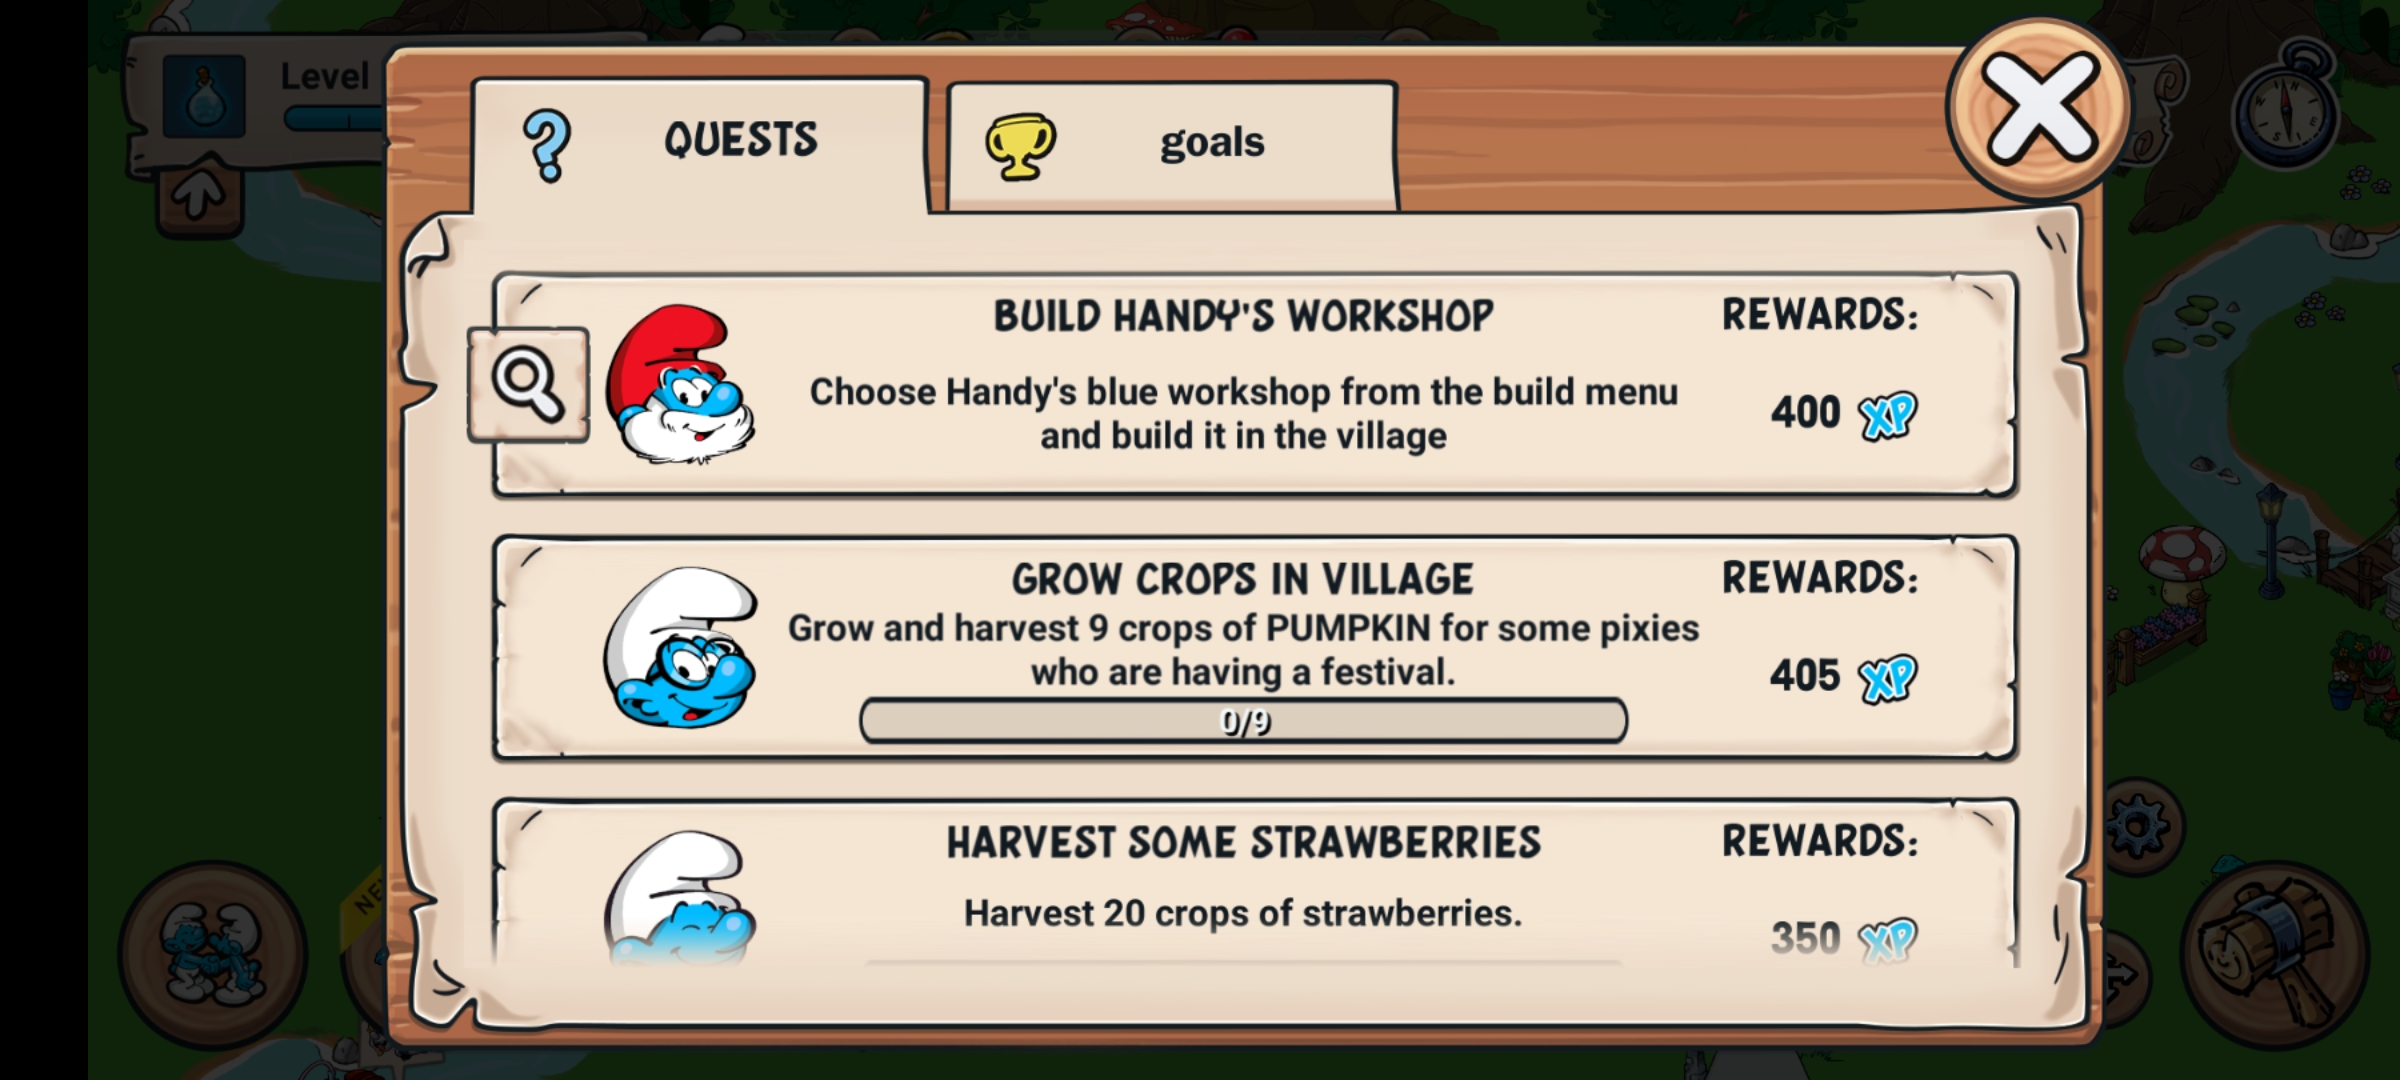 Level
QUESTS
goals
BUILD HANDY'S WORKSHOP
REWARDS:
Choose Handy's blue workshop from the build menu
and build it in the village
400 XP
GROW CROPS IN VILLAGE
REWARDS:
Grow and harvest 9 crops of PUMPKIN for some pixies
who are having a festival.
405 XP
0/9
HARVEST SOME STRAWBERRIES
REWARDS:
Harvest 20 crops of strawberries.
350 XP